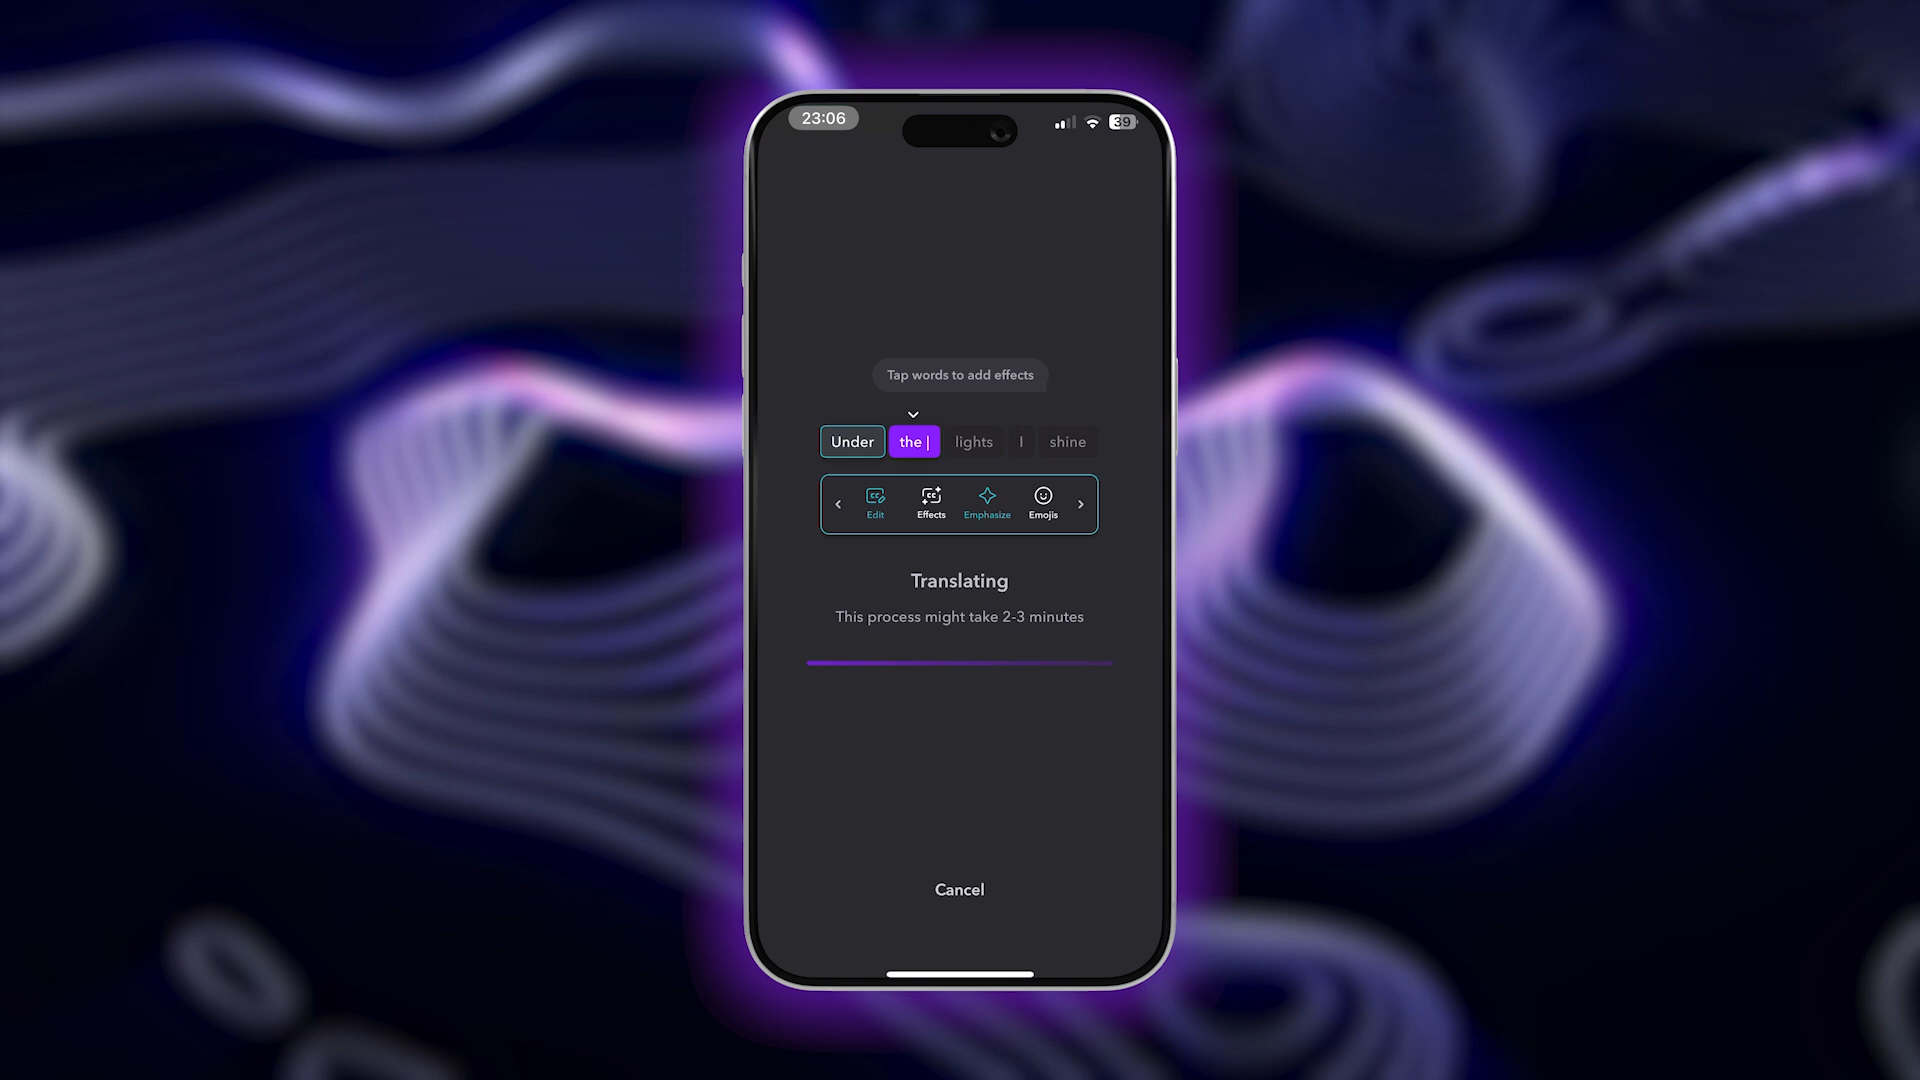 23:06 39
Tap words to add effects
Under the | lights I shine
Edit Effects Emphasize Emojis
Translating
This process might take 2-3 minutes
Cancel